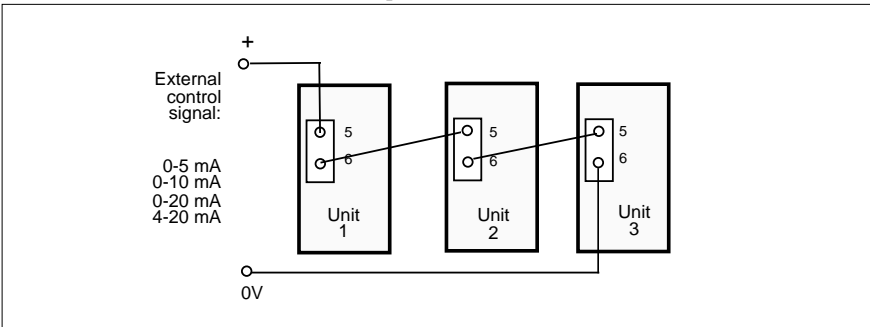 +
External
control
signal:
0-5 mA
0-10 mA
0-20 mA
4-20 mA
5
6
Unit
1
5
6
Unit
2
5
6
Unit
3
0V